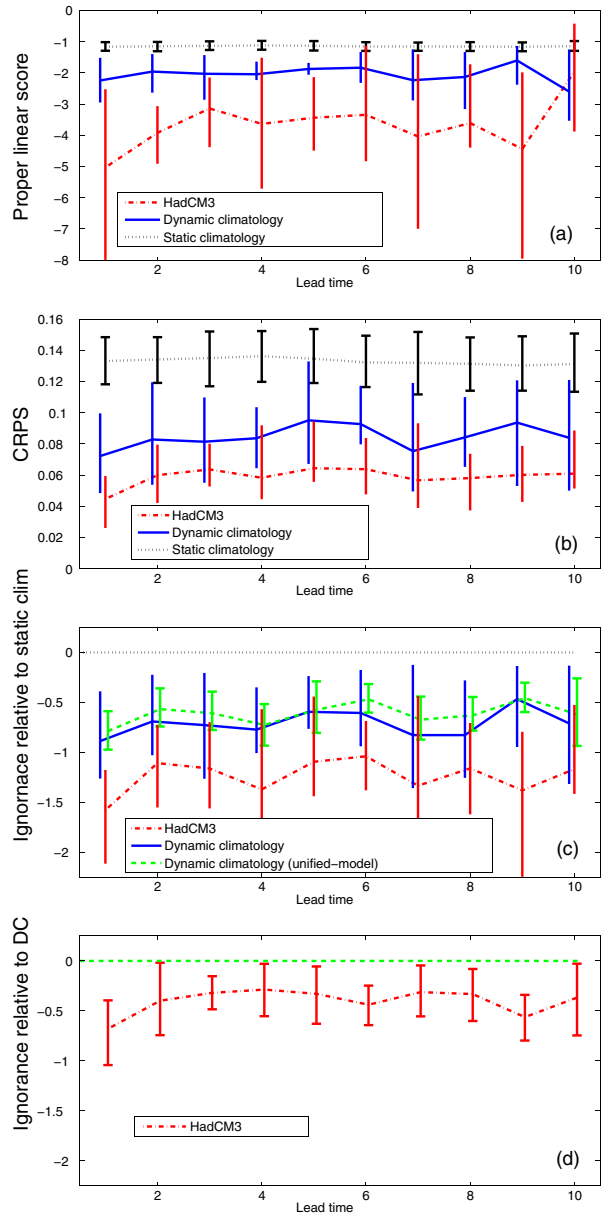 Proper linear score
0
−1
−2
−3
−4
−5
−6
−7
−8
HadCM3
Dynamic climatology
Static climatology
(a)
2 4 6 8 10
Lead time
CRPS
0.16
0.14
0.12
0.1
0.08
0.06
0.04
0.02
0
HadCM3
Dynamic climatology
Static climatology
(b)
2 4 6 8 10
Lead time
Ignornace relative to static clim
0
−0.5
−1
−1.5
−2
HadCM3
Dynamic climatology
Dynamic climatology (unified−model)
(c)
2 4 6 8 10
Lead time
Ignorance relative to DC
0
−0.5
−1
−1.5
−2
HadCM3
(d)
2 4 6 8 10
Lead time